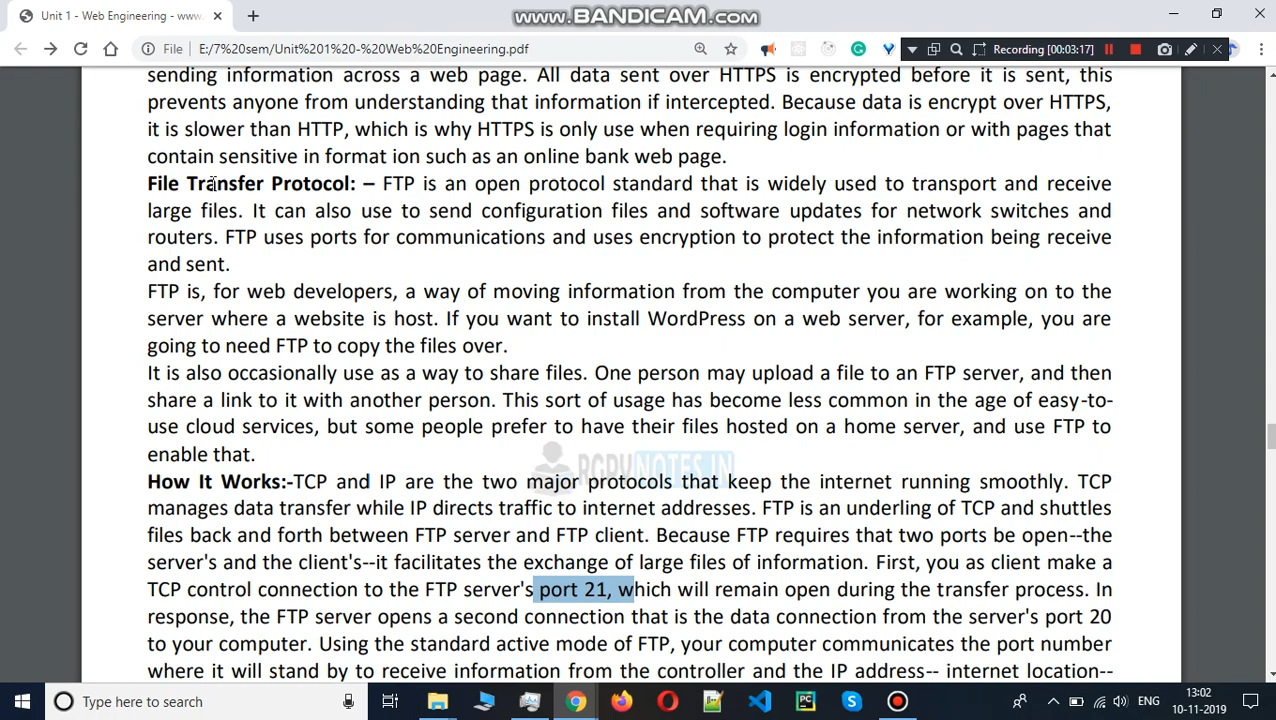 Unit 1 - Web Engineering - www.
www.BANDICAM.com
File E:/7%20sem/Unit%201%20-%20Web%20Engineering.pdf
Recording [00:03:17]
sending information across a web page. All data sent over HTTPS is encrypted before it is sent, this
prevents anyone from understanding that information if intercepted. Because data is encrypt over HTTPS,
it is slower than HTTP, which is why HTTPS is only use when requiring login information or with pages that
contain sensitive in format ion such as an online bank web page.
File Transfer Protocol: – FTP is an open protocol standard that is widely used to transport and receive
large files. It can also use to send configuration files and software updates for network switches and
routers. FTP uses ports for communications and uses encryption to protect the information being receive
and sent.
FTP is, for web developers, a way of moving information from the computer you are working on to the
server where a website is host. If you want to install WordPress on a web server, for example, you are
going to need FTP to copy the files over.
It is also occasionally use as a way to share files. One person may upload a file to an FTP server, and then
share a link to it with another person. This sort of usage has become less common in the age of easy-to-
use cloud services, but some people prefer to have their files hosted on a home server, and use FTP to
enable that.
RGPVNOTES.IN
How It Works:-TCP and IP are the two major protocols that keep the internet running smoothly. TCP
manages data transfer while IP directs traffic to internet addresses. FTP is an underling of TCP and shuttles
files back and forth between FTP server and FTP client. Because FTP requires that two ports be open--the
server's and the client's--it facilitates the exchange of large files of information. First, you as client make a
TCP control connection to the FTP server's port 21, which will remain open during the transfer process. In
response, the FTP server opens a second connection that is the data connection from the server's port 20
to your computer. Using the standard active mode of FTP, your computer communicates the port number
where it will stand by to receive information from the controller and the IP address-- internet location--
Type here to search
ENG
13:02
10-11-2019